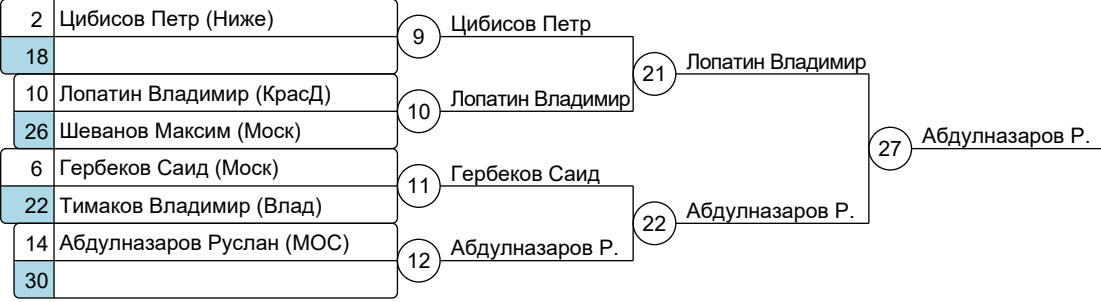 2 Цибисов Петр (Ниже)
18
10 Лопатин Владимир (КрасД)
26 Шеванов Максим (Моск)
6 Гербеков Саид (Моск)
22 Тимаков Владимир (Влад)
14 Абдулназаров Руслан (МОС)
30
9 Цибисов Петр
10 Лопатин Владимир
11 Гербеков Саид
12 Абдулназаров Р.
21 Лопатин Владимир
22 Абдулназаров Р.
27 Абдулназаров Р.